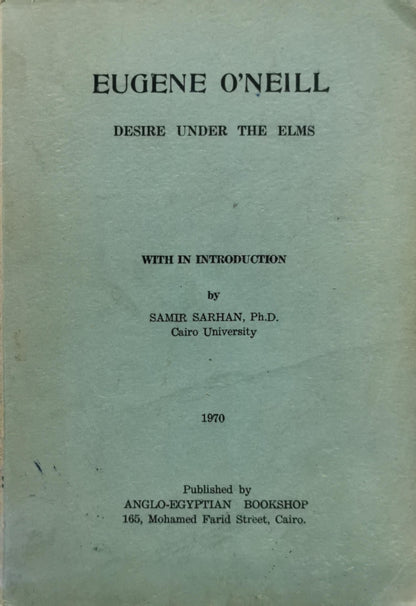 EUGENE O'NEILL
DESIRE UNDER THE ELMS
WITH IN INTRODUCTION
by
SAMIR SARHAN, Ph.D.
Cairo University
1970
Published by
ANGLO-EGYPTIAN BOOKSHOP
165, Mohamed Farid Street, Cairo.